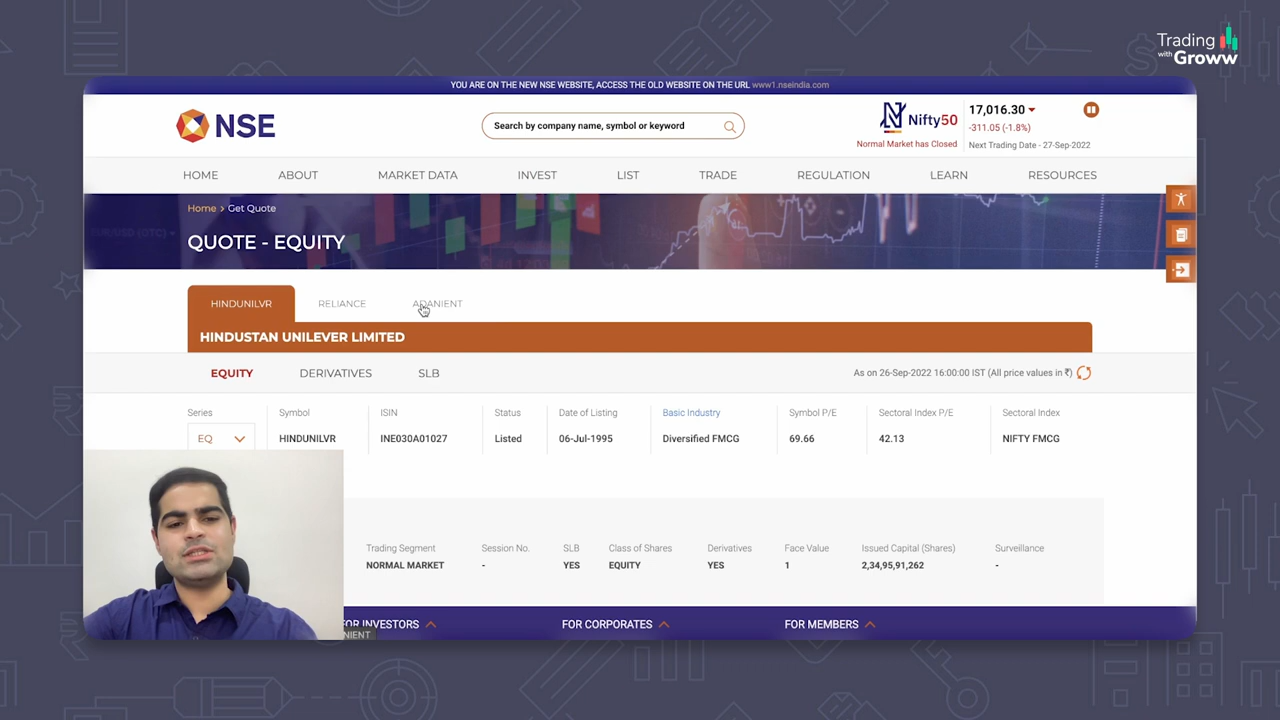 Trading
with Groww
YOU ARE ON THE NEW NSE WEBSITE, ACCESS THE OLD WEBSITE ON THE URL www1.nseindia.com
NSE
Search by company name, symbol or keyword
Nifty50
17,016.30
-311.05 (-1.8%)
Normal Market has Closed
Next Trading Date - 27-Sep-2022
HOME ABOUT MARKET DATA INVEST LIST TRADE REGULATION LEARN RESOURCES
Home > Get Quote
QUOTE - EQUITY
HINDUNILVR RELIANCE ADANIENT
HINDUSTAN UNILEVER LIMITED
EQUITY DERIVATIVES SLB As on 26-Sep-2022 16:00:00 IST (All price values in ₹)
Series Symbol ISIN Status Date of Listing Basic Industry Symbol P/E Sectoral Index P/E Sectoral Index
EQ HINDUNILVR INE030A01027 Listed 06-Jul-1995 Diversified FMCG 69.66 42.13 NIFTY FMCG
Trading Segment Session No. SLB Class of Shares Derivatives Face Value Issued Capital (Shares) Surveillance
NORMAL MARKET - YES EQUITY YES 1 2,34,95,91,262 -
FOR INVESTORS FOR CORPORATES FOR MEMBERS
NIENT